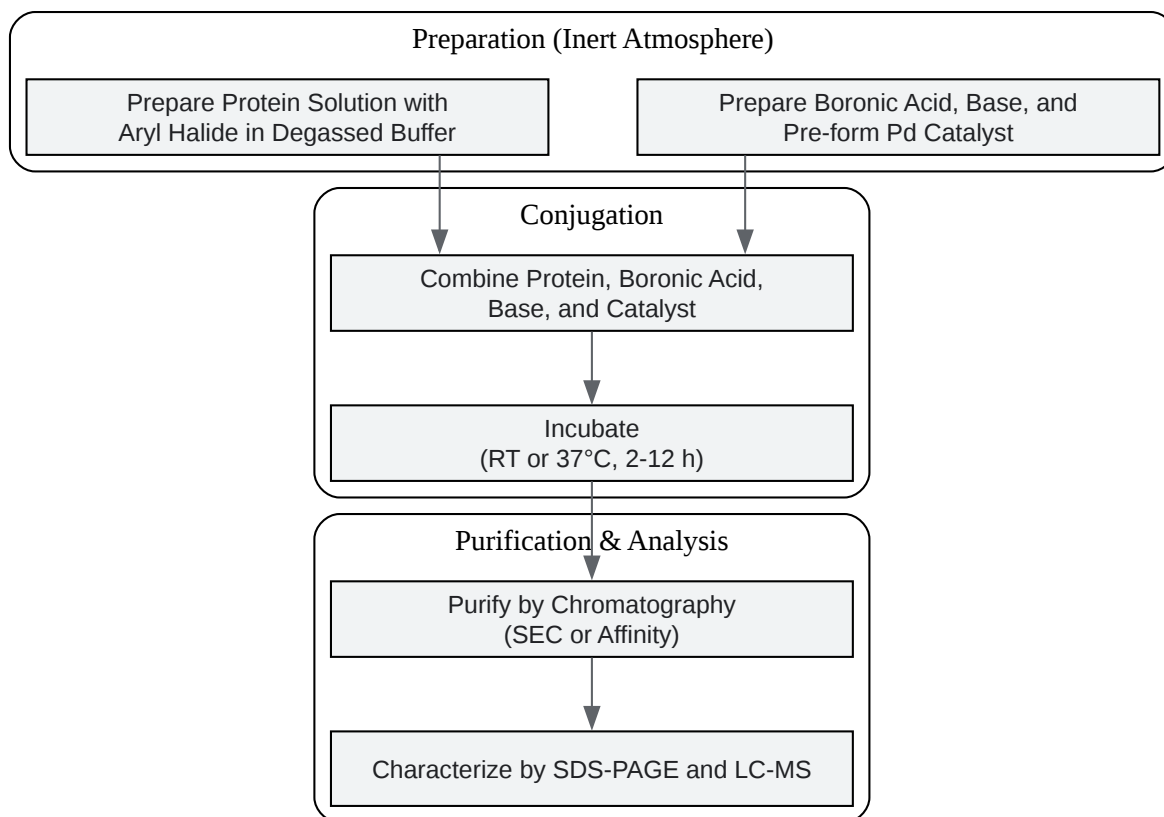 Preparation (Inert Atmosphere)
Prepare Protein Solution with
Aryl Halide in Degassed Buffer
Prepare Boronic Acid, Base, and
Pre-form Pd Catalyst
Conjugation
Combine Protein, Boronic Acid,
Base, and Catalyst
Incubate
(RT or 37°C, 2-12 h)
Purification & Analysis
Purify by Chromatography
(SEC or Affinity)
Characterize by SDS-PAGE and LC-MS